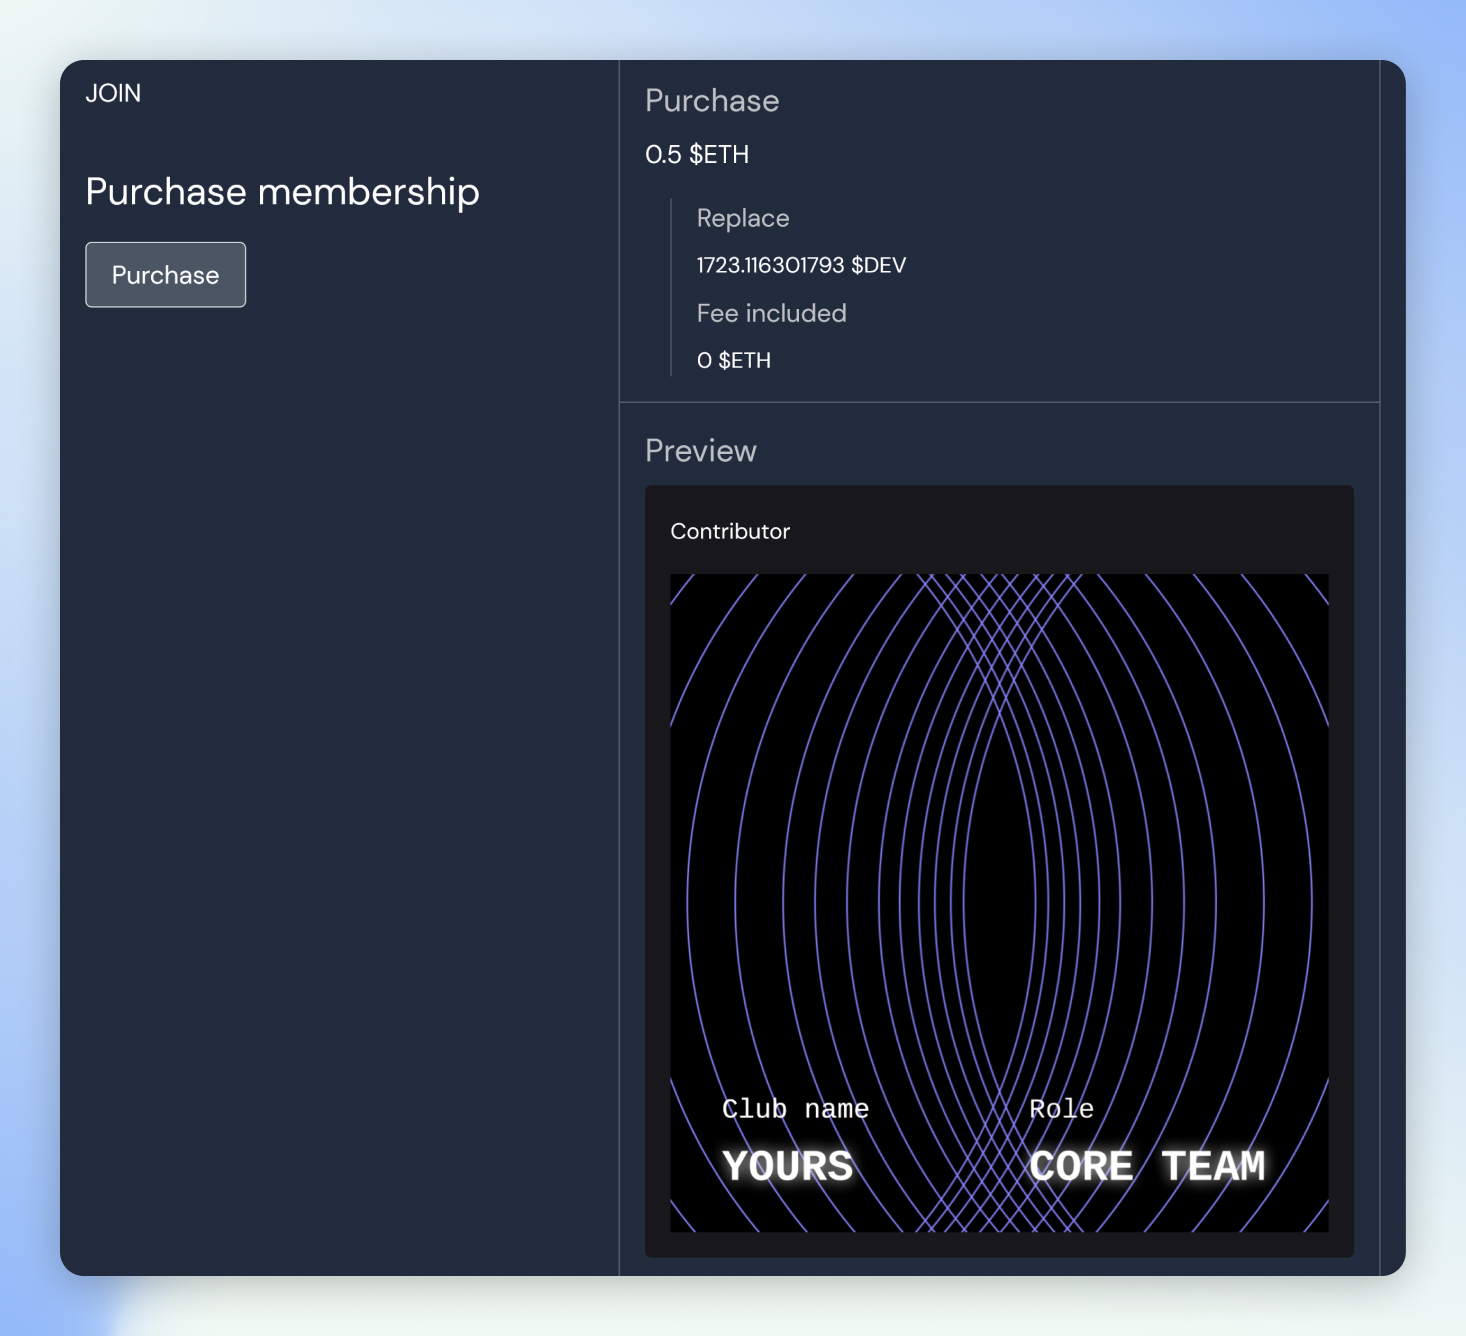 JOIN
Purchase membership
Purchase
Purchase
0.5 $ETH
Replace
1723.116301793 $DEV
Fee included
0 $ETH
Preview
Contributor
Club name
YOURS
Role
CORE TEAM